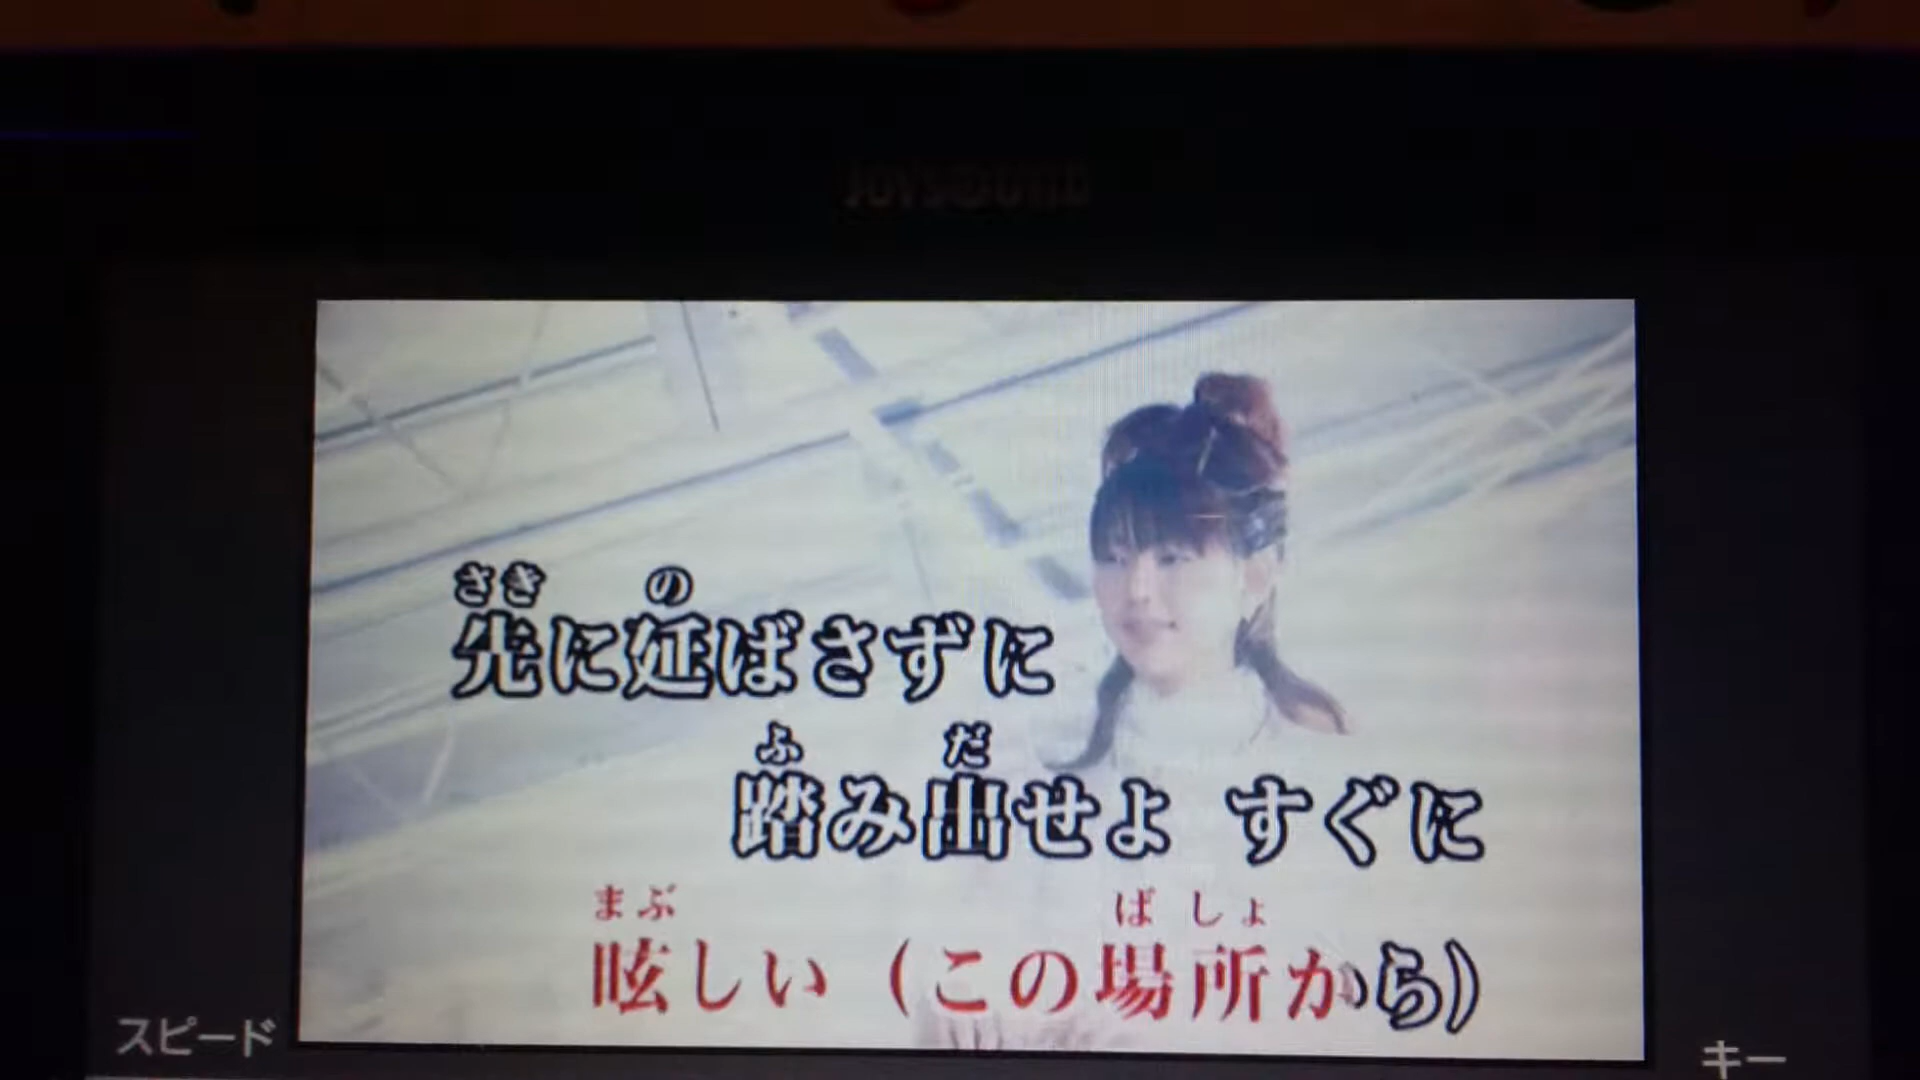 JOYSOUND
さき の
先に延ばさずに
ふ だ
踏み出せよ すぐに
まぶ ばしょ
眩しい (この場所から)
スピード
キー